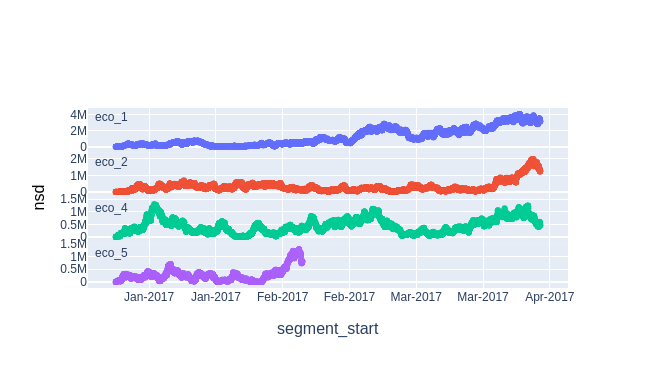 4M
eco_1
2M
0
2M
eco_2
1M
0
1.5M
eco_4
1M
0.5M
0
1.5M
eco_5
1M
0.5M
0
nsd
Jan-2017 Jan-2017 Feb-2017 Feb-2017 Mar-2017 Mar-2017 Apr-2017
segment_start